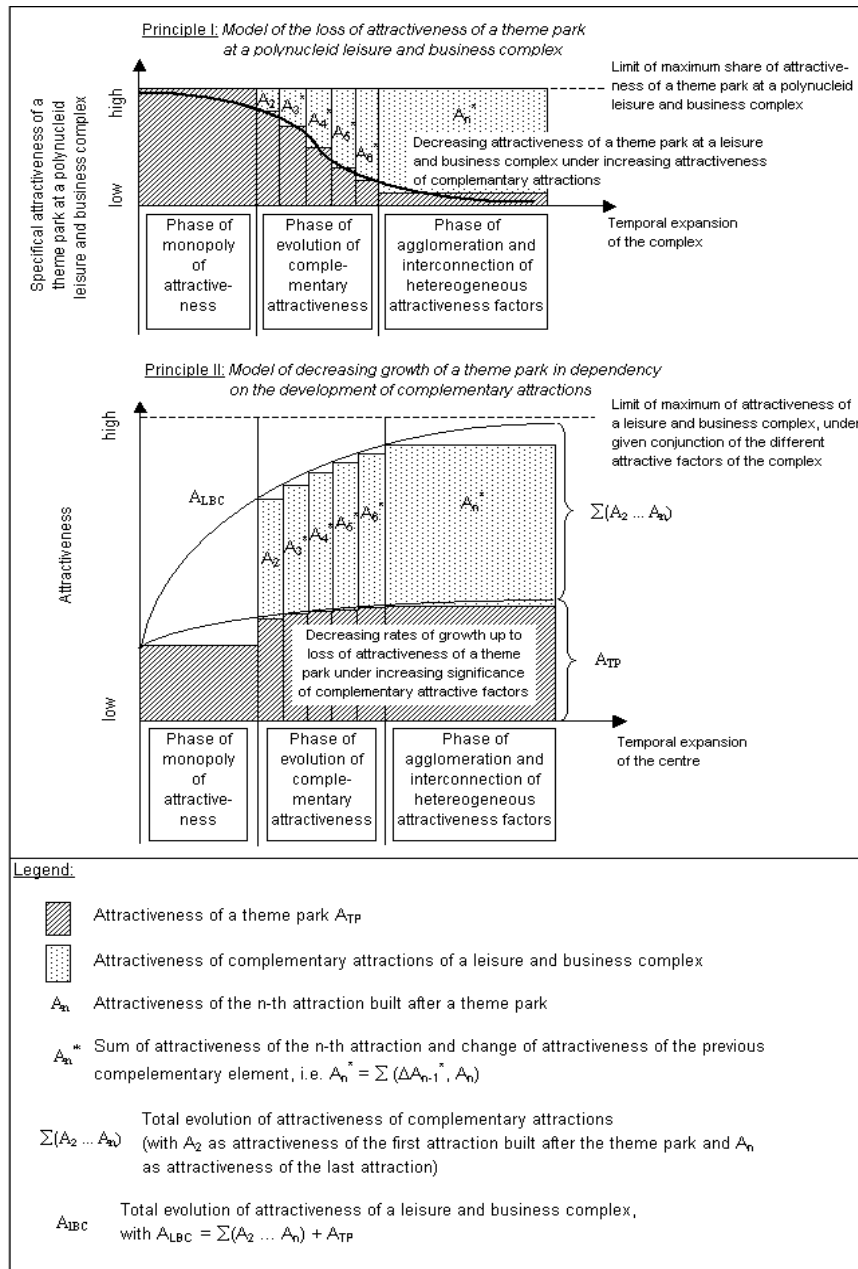 Principle I: Model of the loss of attractiveness of a theme park
at a polynucleid leisure and business complex
Specifical attractiveness of a
theme park at a polynucleid
leisure and business complex
high
low
A2
A3*
A4*
A5*
A6*
An*
Limit of maximum share of attractive-
ness of a theme park at a polynucleid
leisure and business complex
Decreasing attractiveness of a theme park at a leisure
and business complex under increasing attractiveness
of complemantary attractions
Temporal expansion
of the complex
Phase of
monopoly
of
attractive-
ness
Phase of
evolution of
comple-
mentary
attractiveness
Phase of
agglomeration and
interconnection of
hetereogeneous
attractiveness factors
Principle II: Model of decreasing growth of a theme park in dependency
on the development of complementary attractions
Attractiveness
high
low
ALBC
A2
A3*
A4*
A5*
A6*
An*
Limit of maximum of attractiveness of
a leisure and business complex, under
given conjunction of the different
attractive factors of the complex
∑(A2 ... An)
ATP
Decreasing rates of growth up to
loss of attractiveness of a theme
park under increasing significance
of complementary attractive factors
Temporal expansion
of the centre
Phase of
monopoly
of
attractive-
ness
Phase of
evolution of
comple-
mentary
attractiveness
Phase of
agglomeration and
interconnection of
hetereogeneous
attractiveness factors
Legend:
Attractiveness of a theme park ATP
Attractiveness of complementary attractions of a leisure and business complex
An Attractiveness of the n-th attraction built after a theme park
An* Sum of attractiveness of the n-th attraction and change of attractiveness of the previous
compelementary element, i.e. An* = ∑ (ΔAn-1*, An)
∑(A2 ... An) Total evolution of attractiveness of complementary attractions
(with A2 as attractiveness of the first attraction built after the theme park and An
as attractiveness of the last attraction)
ALBC Total evolution of attractiveness of a leisure and business complex,
with ALBC = ∑(A2 ... An) + ATP